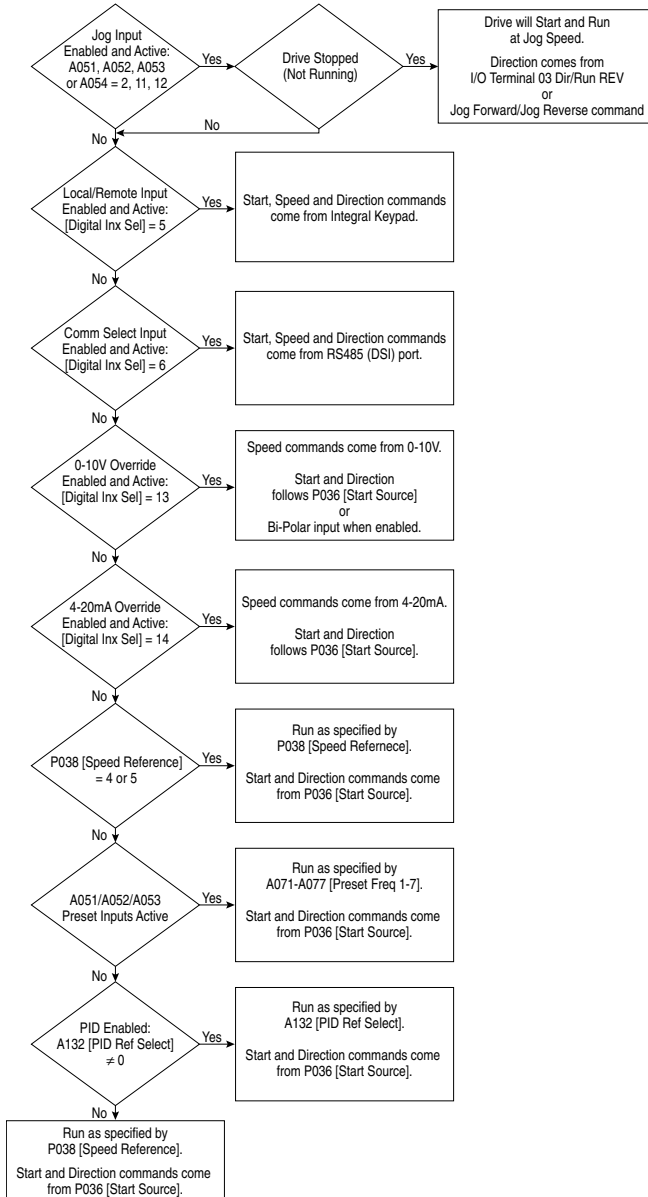 Jog Input
Enabled and Active:
A051, A052, A053
or A054 = 2, 11, 12
Yes
Drive Stopped
(Not Running)
Yes
Drive will Start and Run
at Jog Speed.
Direction comes from
I/O Terminal 03 Dir/Run REV
or
Jog Forward/Jog Reverse command
No
No
Local/Remote Input
Enabled and Active:
[Digital Inx Sel] = 5
Yes
Start, Speed and Direction commands
come from Integral Keypad.
No
Comm Select Input
Enabled and Active:
[Digital Inx Sel] = 6
Yes
Start, Speed and Direction commands
come from RS485 (DSI) port.
No
0-10V Override
Enabled and Active:
[Digital Inx Sel] = 13
Yes
Speed commands come from 0-10V.
Start and Direction
follows P036 [Start Source]
or
Bi-Polar input when enabled.
No
4-20mA Override
Enabled and Active:
[Digital Inx Sel] = 14
Yes
Speed commands come from 4-20mA.
Start and Direction
follows P036 [Start Source].
No
P038 [Speed Reference]
= 4 or 5
Yes
Run as specified by
P038 [Speed Refernece].
Start and Direction commands come
from P036 [Start Source].
No
A051/A052/A053
Preset Inputs Active
Yes
Run as specified by
A071-A077 [Preset Freq 1-7].
Start and Direction commands come
from P036 [Start Source].
No
PID Enabled:
A132 [PID Ref Select]
≠ 0
Yes
Run as specified by
A132 [PID Ref Select].
Start and Direction commands come
from P036 [Start Source].
No
Run as specified by
P038 [Speed Reference].
Start and Direction commands come
from P036 [Start Source].